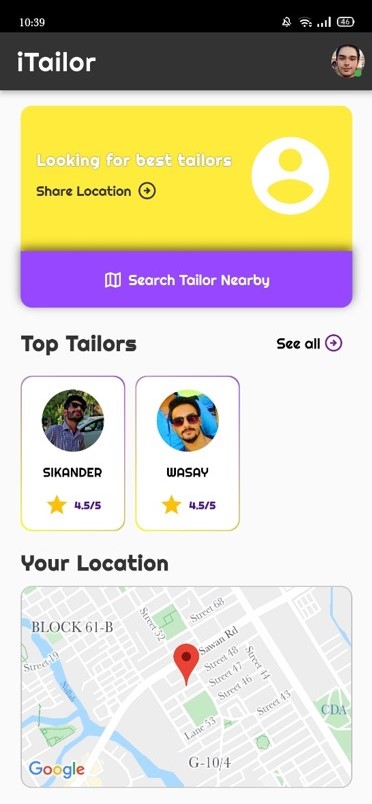 10:39
46
iTailor
Looking for best tailors
Share Location
Search Tailor Nearby
Top Tailors
See all
SIKANDER
WASAY
4.5/5
4.5/5
Your Location
BLOCK 61-B
Street 52
Street 68
Sawan Rd
Street 19
Street 48
Street 47
Street 46
Street 44
Street 43
CDA
Lane 53
G-10/4
Google